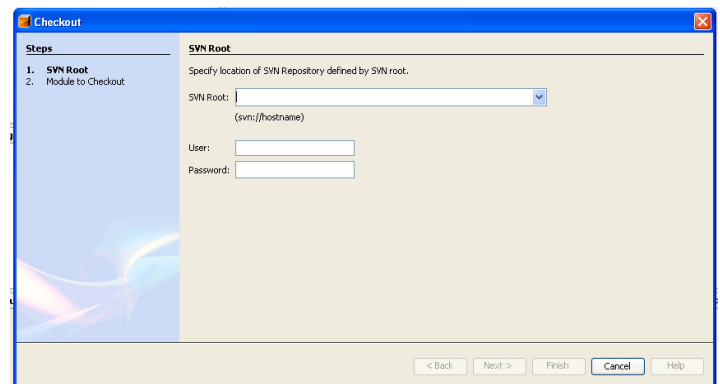 Checkout
Steps
1. SVN Root
2. Module to Checkout
SVN Root
Specify location of SVN Repository defined by SVN root.
SVN Root:
(svn://hostname)
User:
Password:
< Back Next > Finish Cancel Help